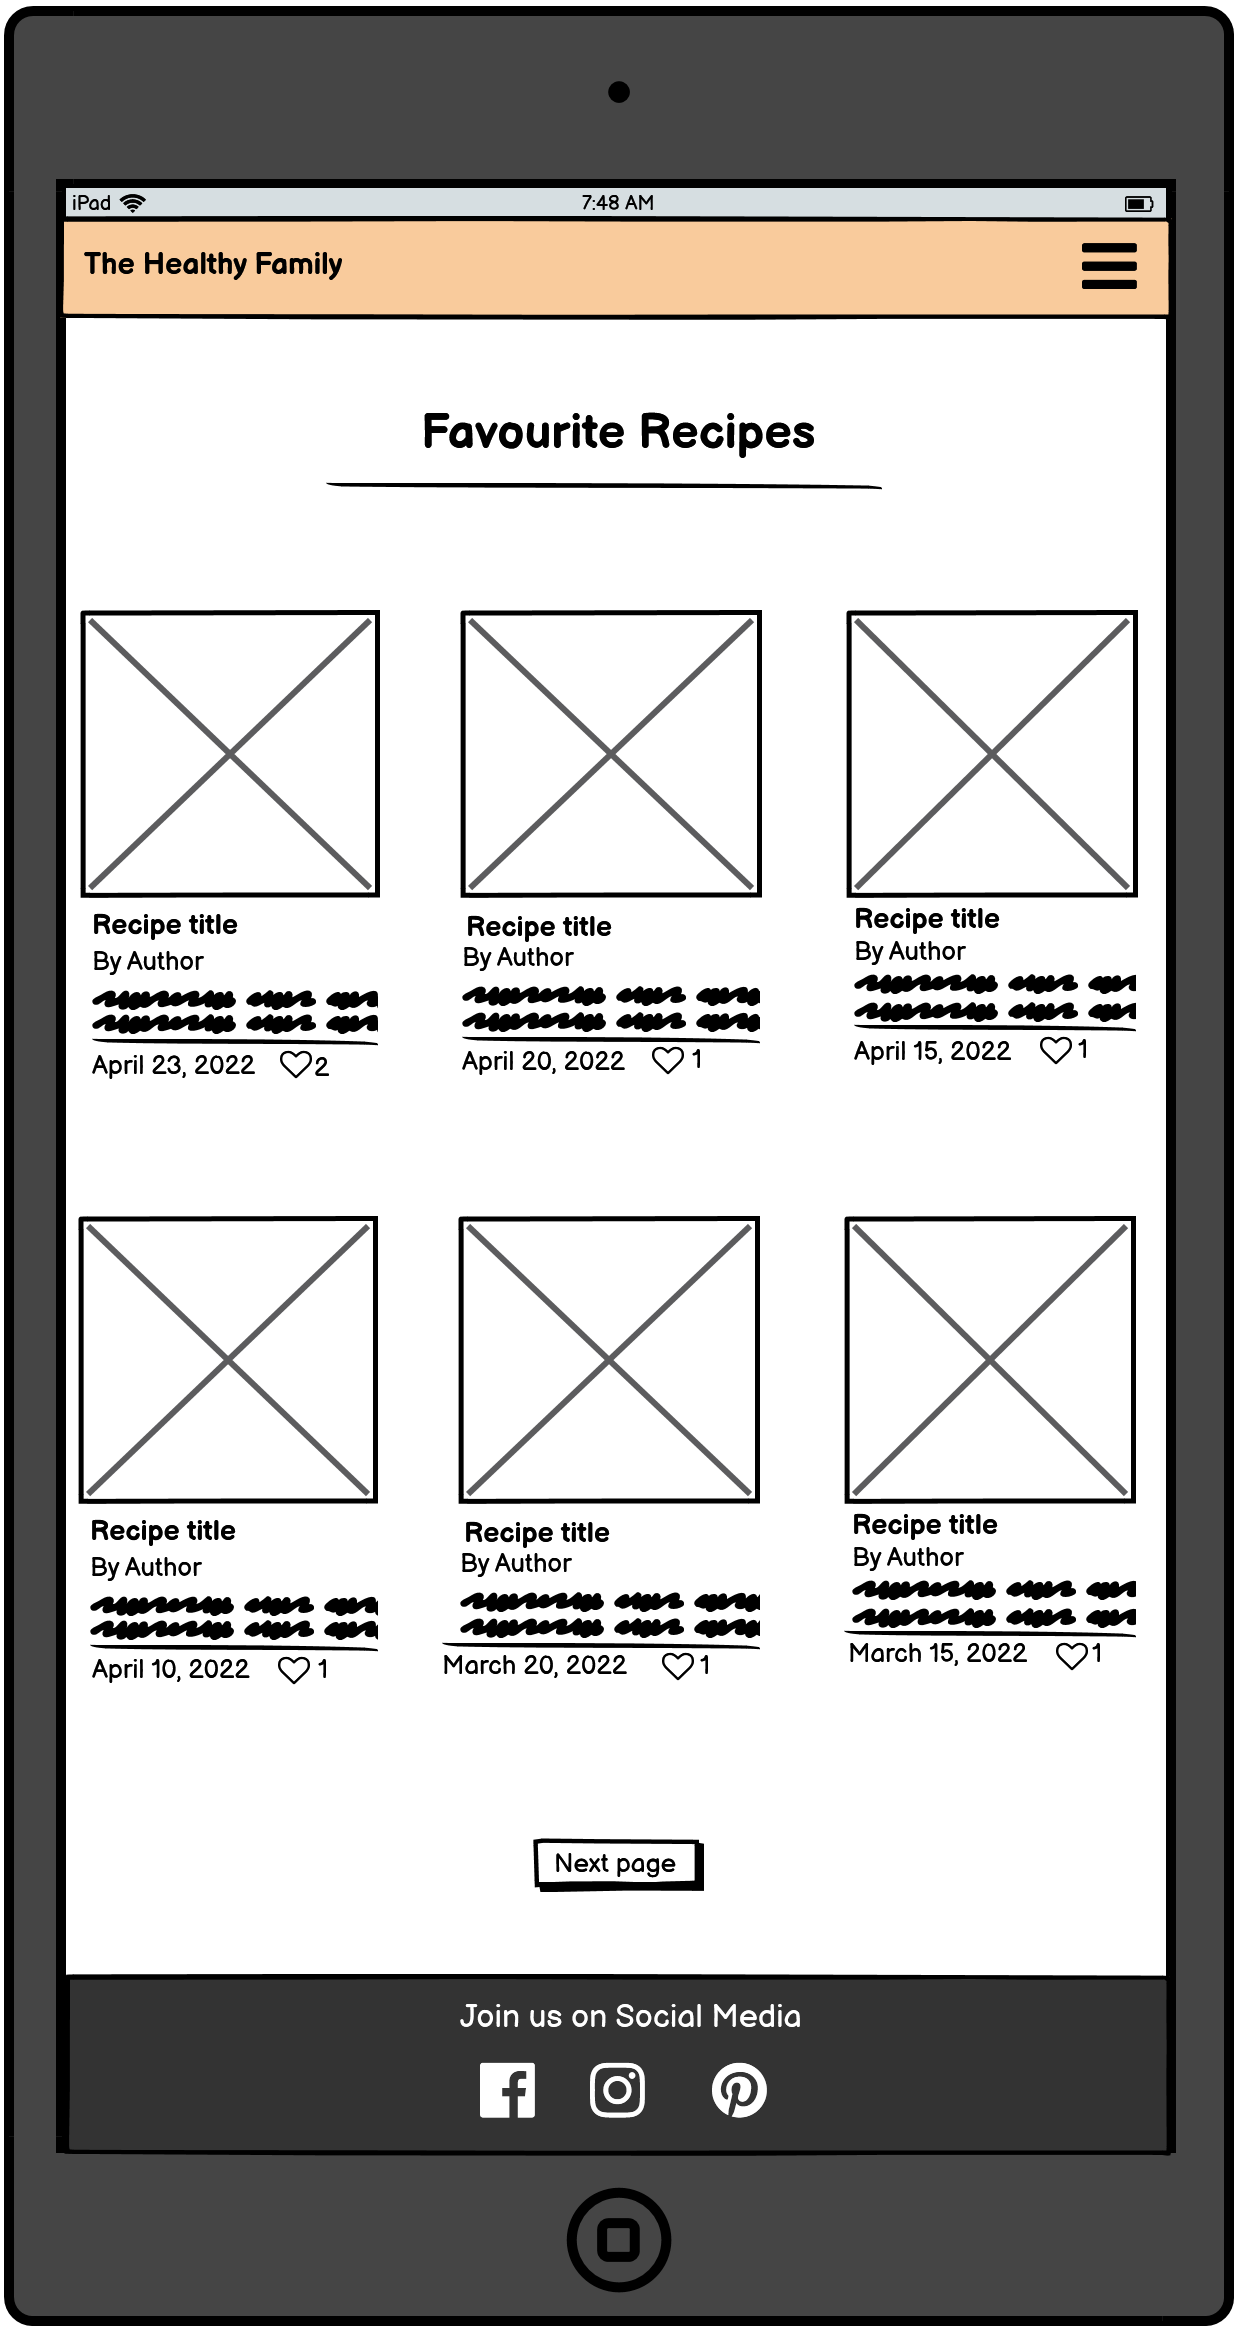 iPad 7:48 AM
The Healthy Family
Favourite Recipes
Recipe title
By Author
April 23, 2022 2
Recipe title
By Author
April 20, 2022 1
Recipe title
By Author
April 15, 2022 1
Recipe title
By Author
April 10, 2022 1
Recipe title
By Author
March 20, 2022 1
Recipe title
By Author
March 15, 2022 1
Next page
Join us on Social Media